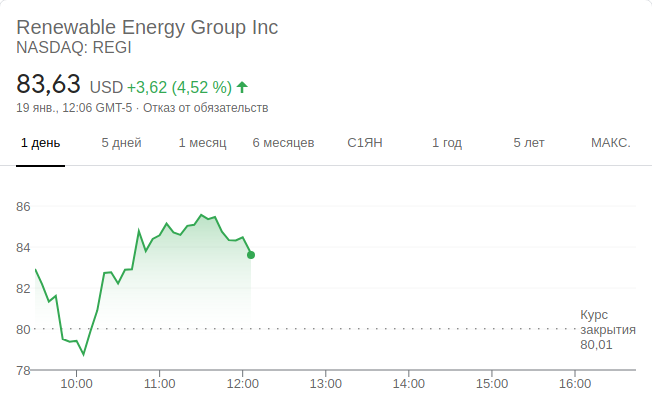 Renewable Energy Group Inc
NASDAQ: REGI
83,63 USD +3,62 (4,52 %)
19 янв., 12:06 GMT-5 · Отказ от обязательств
1 день 5 дней 1 месяц 6 месяцев С1ЯН 1 год 5 лет МАКС.
86
84
82
80
78
Курс
закрытия
80,01
10:00 11:00 12:00 13:00 14:00 15:00 16:00